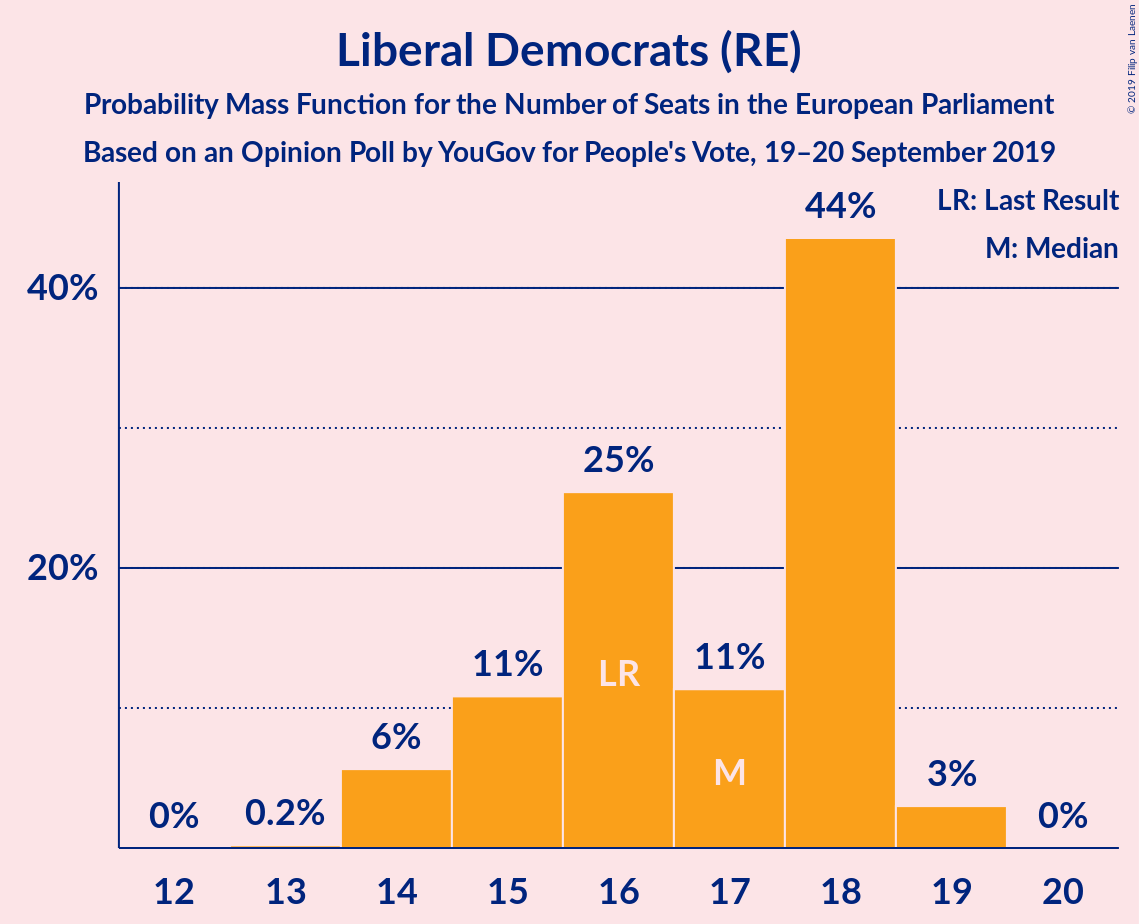 Liberal Democrats (RE)
Probability Mass Function for the Number of Seats in the European Parliament
Based on an Opinion Poll by YouGov for People's Vote, 19–20 September 2019
© 2019 Filip van Laenen
LR: Last Result
M: Median
40%
20%
0%
0.2%
6%
11%
25%
11%
44%
3%
0%
LR
M
12 13 14 15 16 17 18 19 20